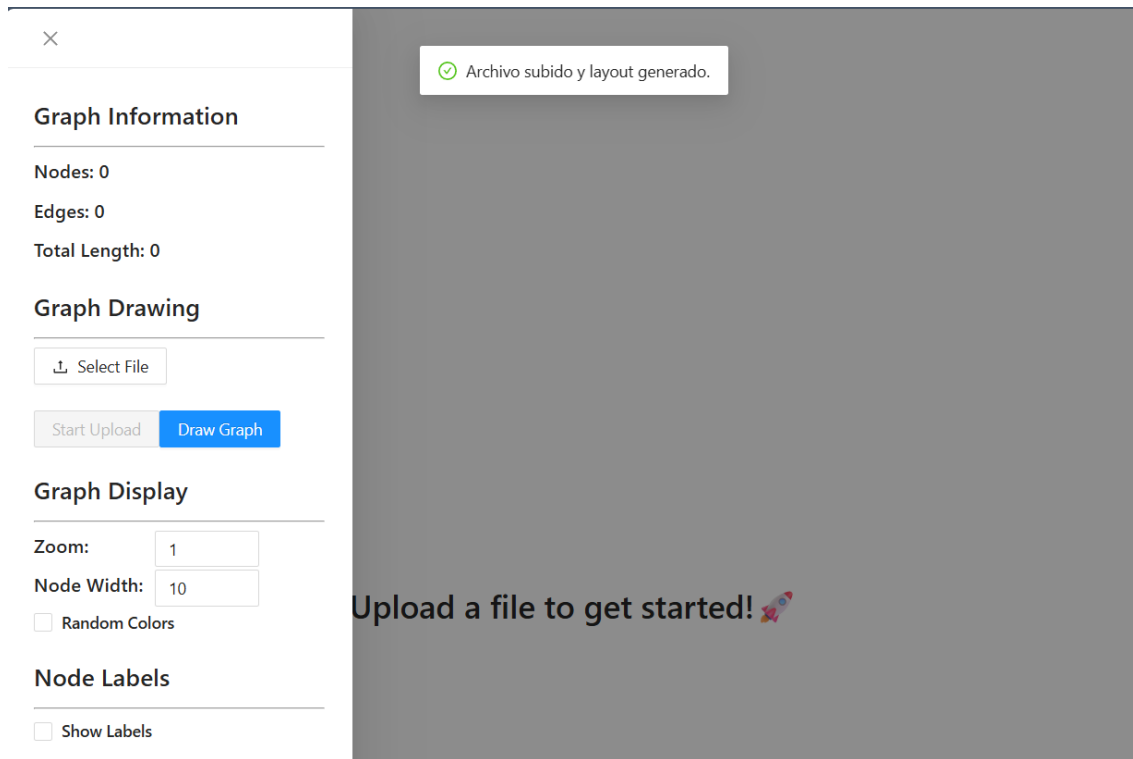 Archivo subido y layout generado.
Graph Information
Nodes: 0
Edges: 0
Total Length: 0
Graph Drawing
Select File
Start Upload
Draw Graph
Graph Display
Zoom:
1
Node Width:
10
Random Colors
Upload a file to get started! 🚀
Node Labels
Show Labels